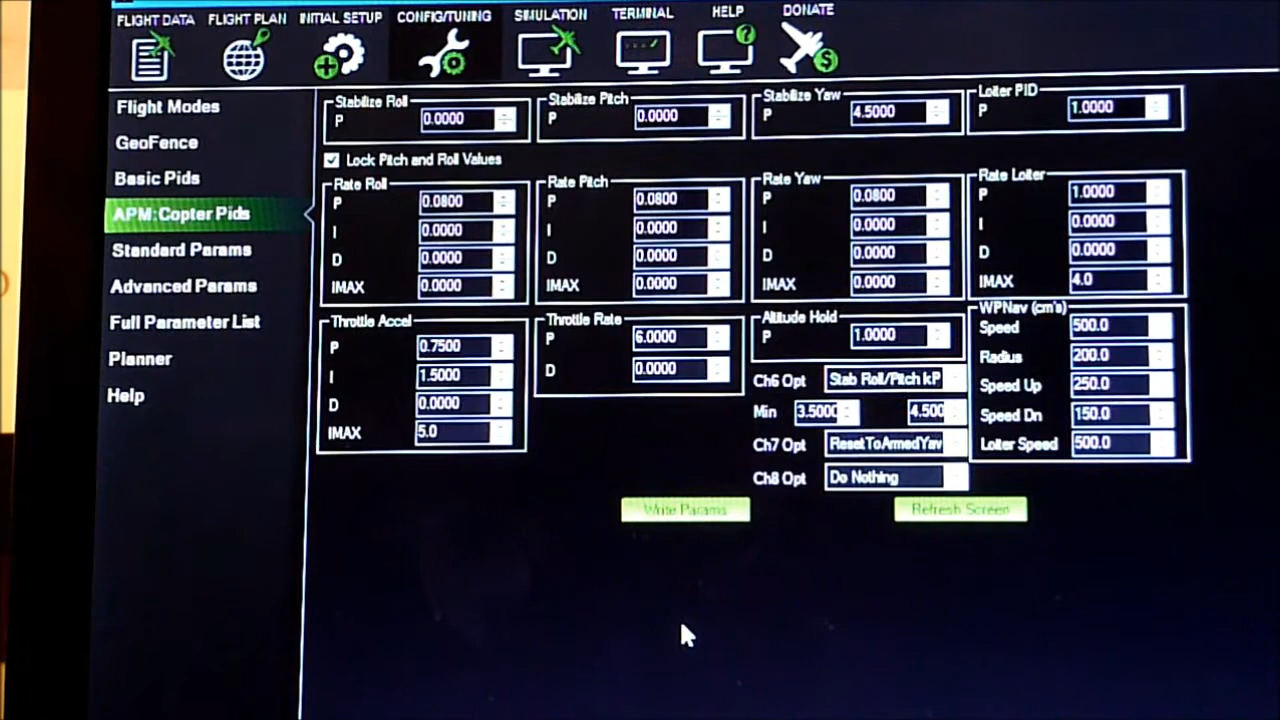 FLIGHT DATA FLIGHT PLAN INITIAL SETUP CONFIG/TUNING SIMULATION TERMINAL HELP DONATE
Flight Modes
GeoFence
Basic Pids
APM:Copter Pids
Standard Params
Advanced Params
Full Parameter List
Planner
Help
Stabilize Roll
P 0.0000
Stabilize Pitch
P 0.0000
Stabilize Yaw
P 4.5000
Loiter PID
P 1.0000
Lock Pitch and Roll Values
Rate Roll
P 0.0800
I 0.0000
D 0.0000
IMAX 0.0000
Rate Pitch
P 0.0800
I 0.0000
D 0.0000
IMAX 0.0000
Rate Yaw
P 0.0800
I 0.0000
D 0.0000
IMAX 0.0000
Rate Loiter
P 1.0000
I 0.0000
D 0.0000
IMAX 4.0
Throttle Accel
P 0.7500
I 1.5000
D 0.0000
IMAX 5.0
Throttle Rate
P 6.0000
D 0.0000
Altitude Hold
P 1.0000
Ch6 Opt Stab Roll/Pitch kP
Min 3.5000 4.500
Ch7 Opt ResetToArmedYaw
Ch8 Opt Do Nothing
WPNav (cm's)
Speed 500.0
Radius 200.0
Speed Up 250.0
Speed Dn 150.0
Loiter Speed 500.0
Write Params Refresh Screen